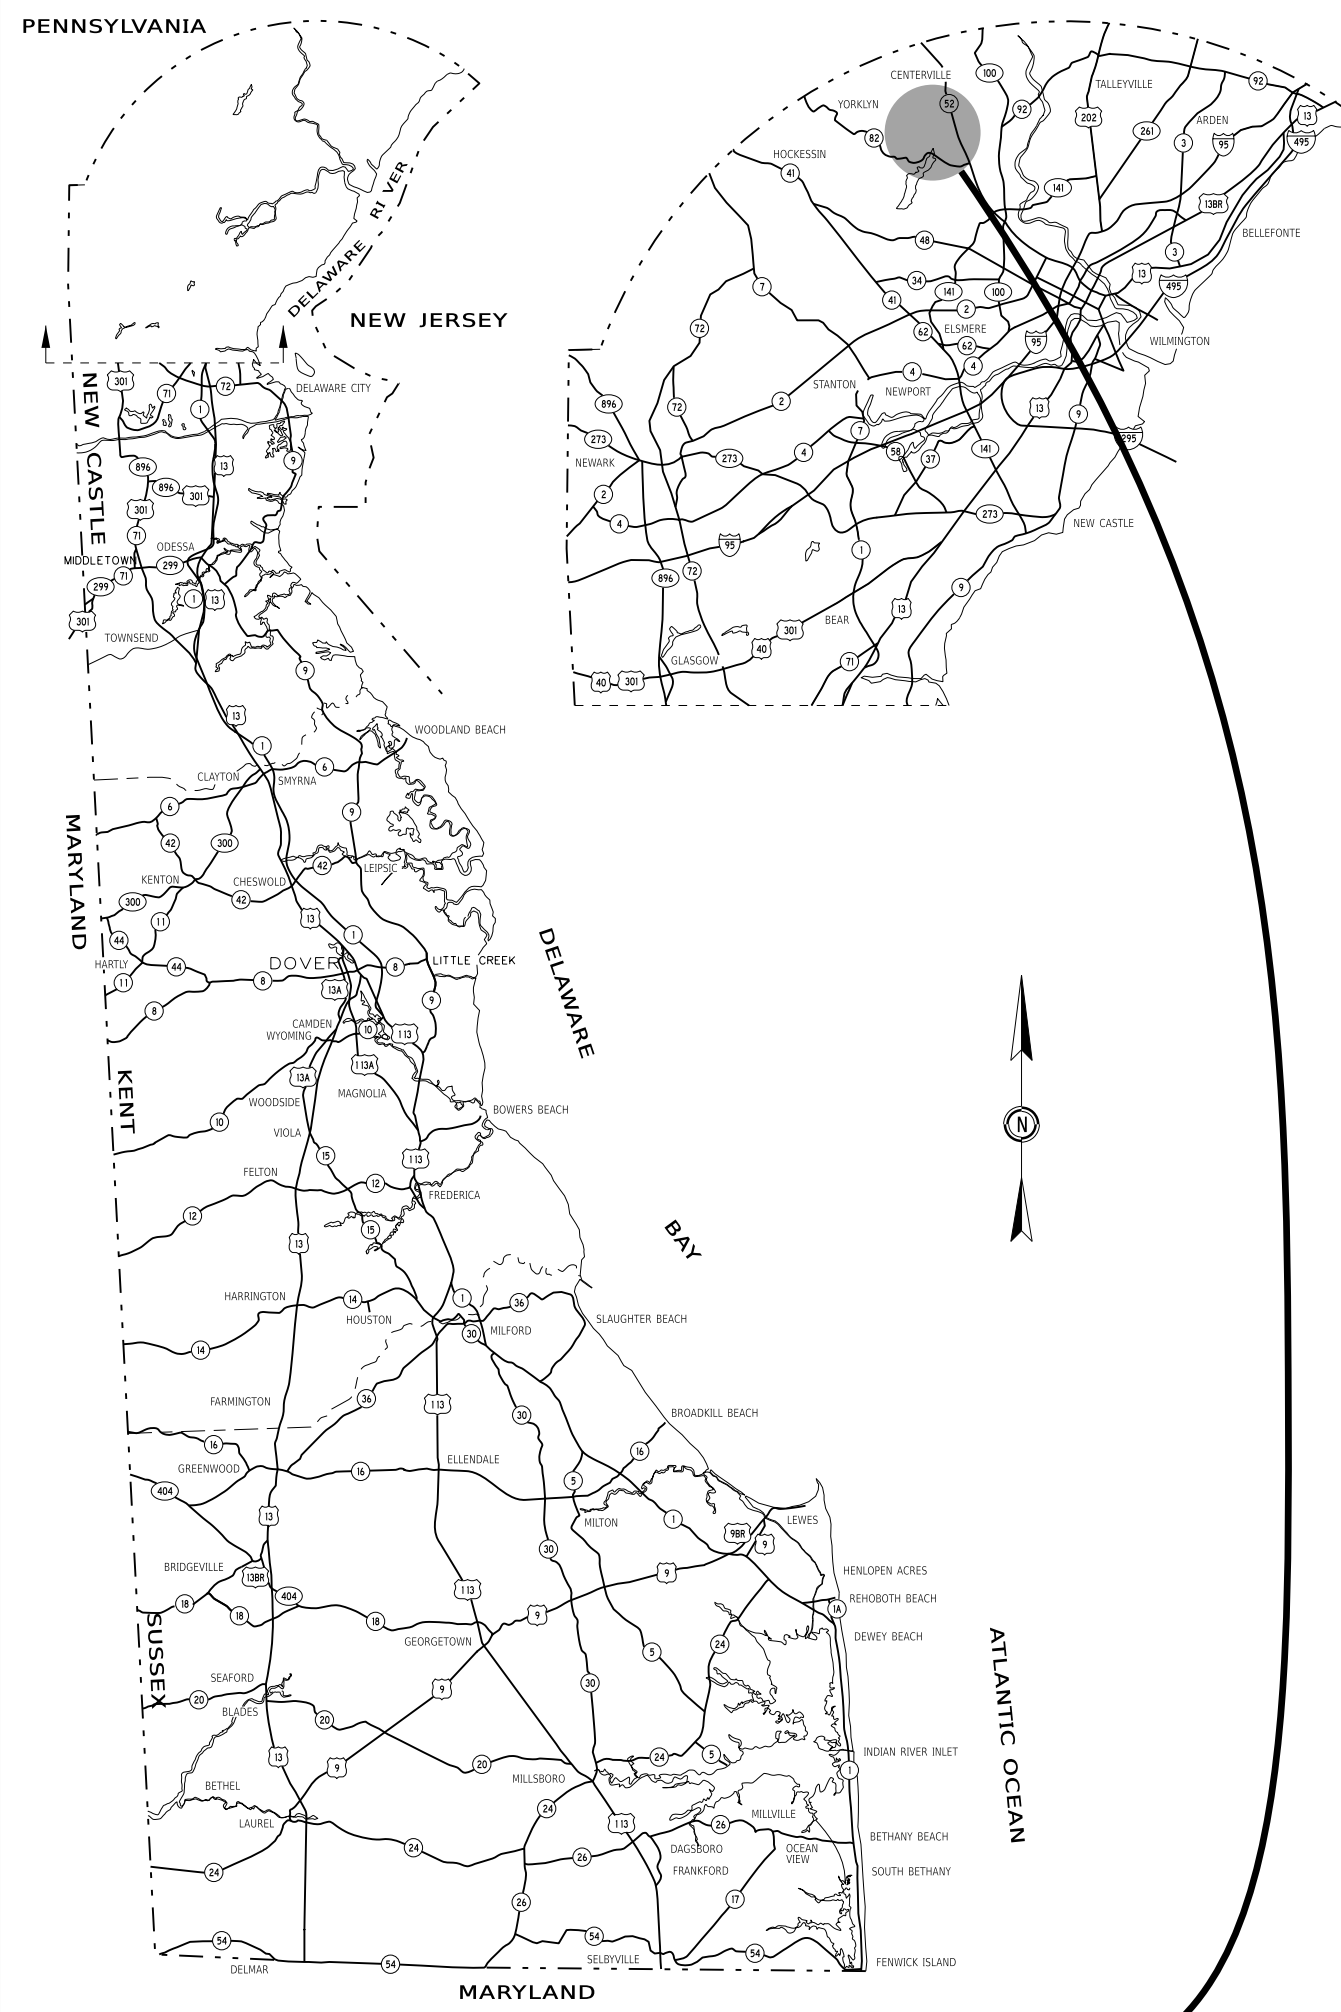 PENNSYLVANIA
CENTERVILLE
100
TALLEYVILLE
92
YORKLYN
52
92
202
261
ARDEN
13
82
3
95
495
HOCKESSIN
41
141
13BR
RIVER
DELAWARE
48
BELLEFONTE
3
13
495
34
7
41
141
100
2
NEW JERSEY
72
62
ELSMERE
62
95
WILMINGTON
4
4
NEW
301
71
72
DELAWARE CITY
STANTON
NEWPORT
1
896
72
2
13
9
273
7
295
CASTLE
896
13
9
NEWARK
273
4
58
37
141
896
301
2
301
4
273
NEW CASTLE
71
ODESSA
95
1
MIDDLETOWN
299
71
299
896
72
9
1
13
13
301
301
BEAR
TOWNSEND
40
9
GLASGOW
71
40
301
13
WOODLAND BEACH
1
6
CLAYTON
SMYRNA
6
9
MARYLAND
42
300
42
LEIPSIC
KENTON
CHESWOLD
300
42
11
13
44
1
DELAWARE
HARTLY
44
DOVER
8
LITTLE CREEK
11
8
13A
9
8
CAMDEN
WYOMING
10
113
113A
13A
KENT
MAGNOLIA
WOODSIDE
BOWERS BEACH
10
VIOLA
15
113
FELTON
12
FREDERICA
12
15
BAY
13
N
HARRINGTON
14
1
36
HOUSTON
SLAUGHTER BEACH
30
MILFORD
14
36
FARMINGTON
113
30
BROADKILL BEACH
16
16
ELLENDALE
GREENWOOD
16
5
404
13
MILTON
1
LEWES
9BR
9
30
BRIDGEVILLE
13BR
9
HENLOPEN ACRES
404
113
REHOBOTH BEACH
18
18
18
9
1A
SUSSEX
GEORGETOWN
5
24
DEWEY BEACH
SEAFORD
30
9
20
BLADES
20
ATLANTIC OCEAN
13
9
20
24
5
INDIAN RIVER INLET
1
BETHEL
MILLSBORO
24
MILLVILLE
LAUREL
113
26
BETHANY BEACH
24
DAGSBORO
OCEAN
VIEW
26
FRANKFORD
SOUTH BETHANY
24
17
26
54
54
54
SELBYVILLE
54
FENWICK ISLAND
DELMAR
MARYLAND